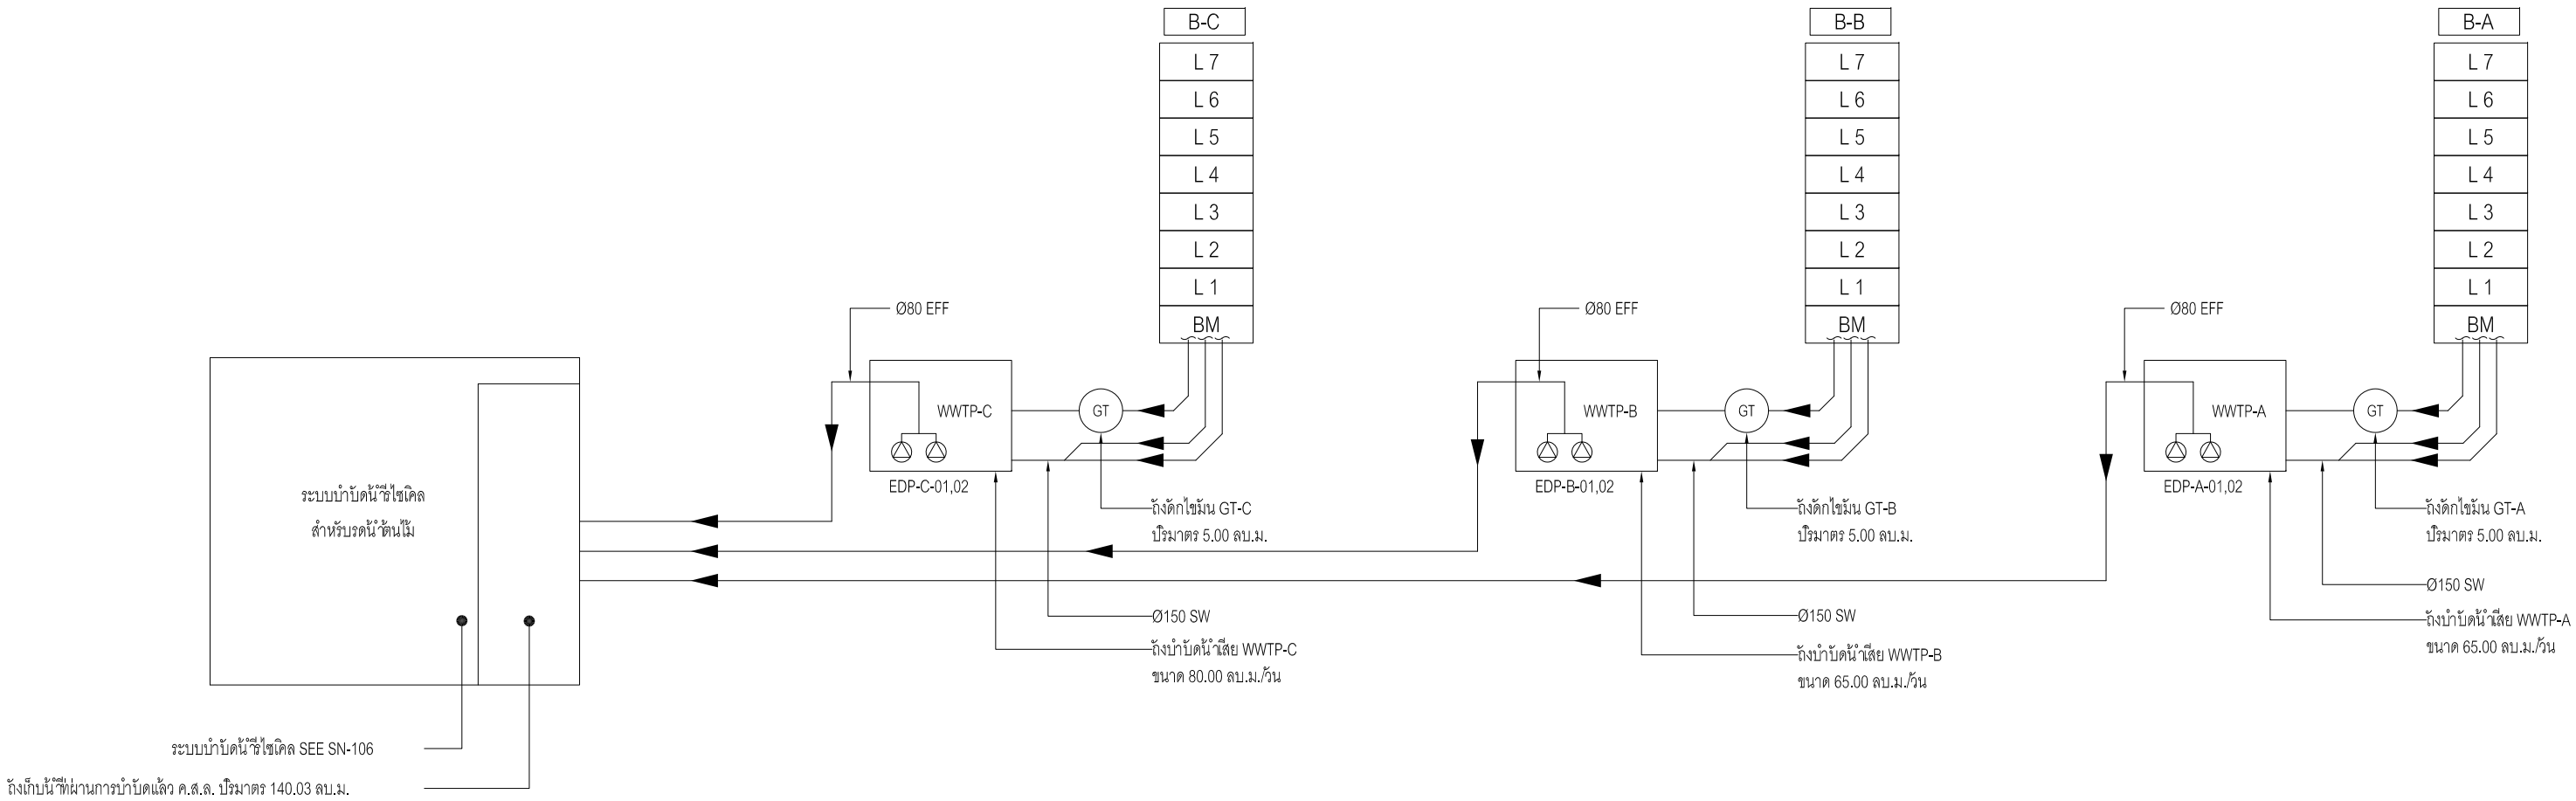 B-C
L 7
L 6
L 5
L 4
L 3
L 2
L 1
BM
Ø80 EFF
WWTP-C
GT
EDP-C-01,02
ถังดักไขมัน GT-C
ปริมาตร 5.00 ลบ.ม.
Ø150 SW
ถังบำบัดน้ำเสีย WWTP-C
ขนาด 80.00 ลบ.ม./วัน
B-B
L 7
L 6
L 5
L 4
L 3
L 2
L 1
BM
Ø80 EFF
WWTP-B
GT
EDP-B-01,02
ถังดักไขมัน GT-B
ปริมาตร 5.00 ลบ.ม.
Ø150 SW
ถังบำบัดน้ำเสีย WWTP-B
ขนาด 65.00 ลบ.ม./วัน
B-A
L 7
L 6
L 5
L 4
L 3
L 2
L 1
BM
Ø80 EFF
WWTP-A
GT
EDP-A-01,02
ถังดักไขมัน GT-A
ปริมาตร 5.00 ลบ.ม.
Ø150 SW
ถังบำบัดน้ำเสีย WWTP-A
ขนาด 65.00 ลบ.ม./วัน
ระบบบำบัดน้ำรีไซเคิล
สำหรับรดน้ำต้นไม้
ระบบบำบัดน้ำรีไซเคิล SEE SN-106
ถังเก็บน้ำที่ผ่านการบำบัดแล้ว ค.ส.ล. ปริมาตร 140.03 ลบ.ม.